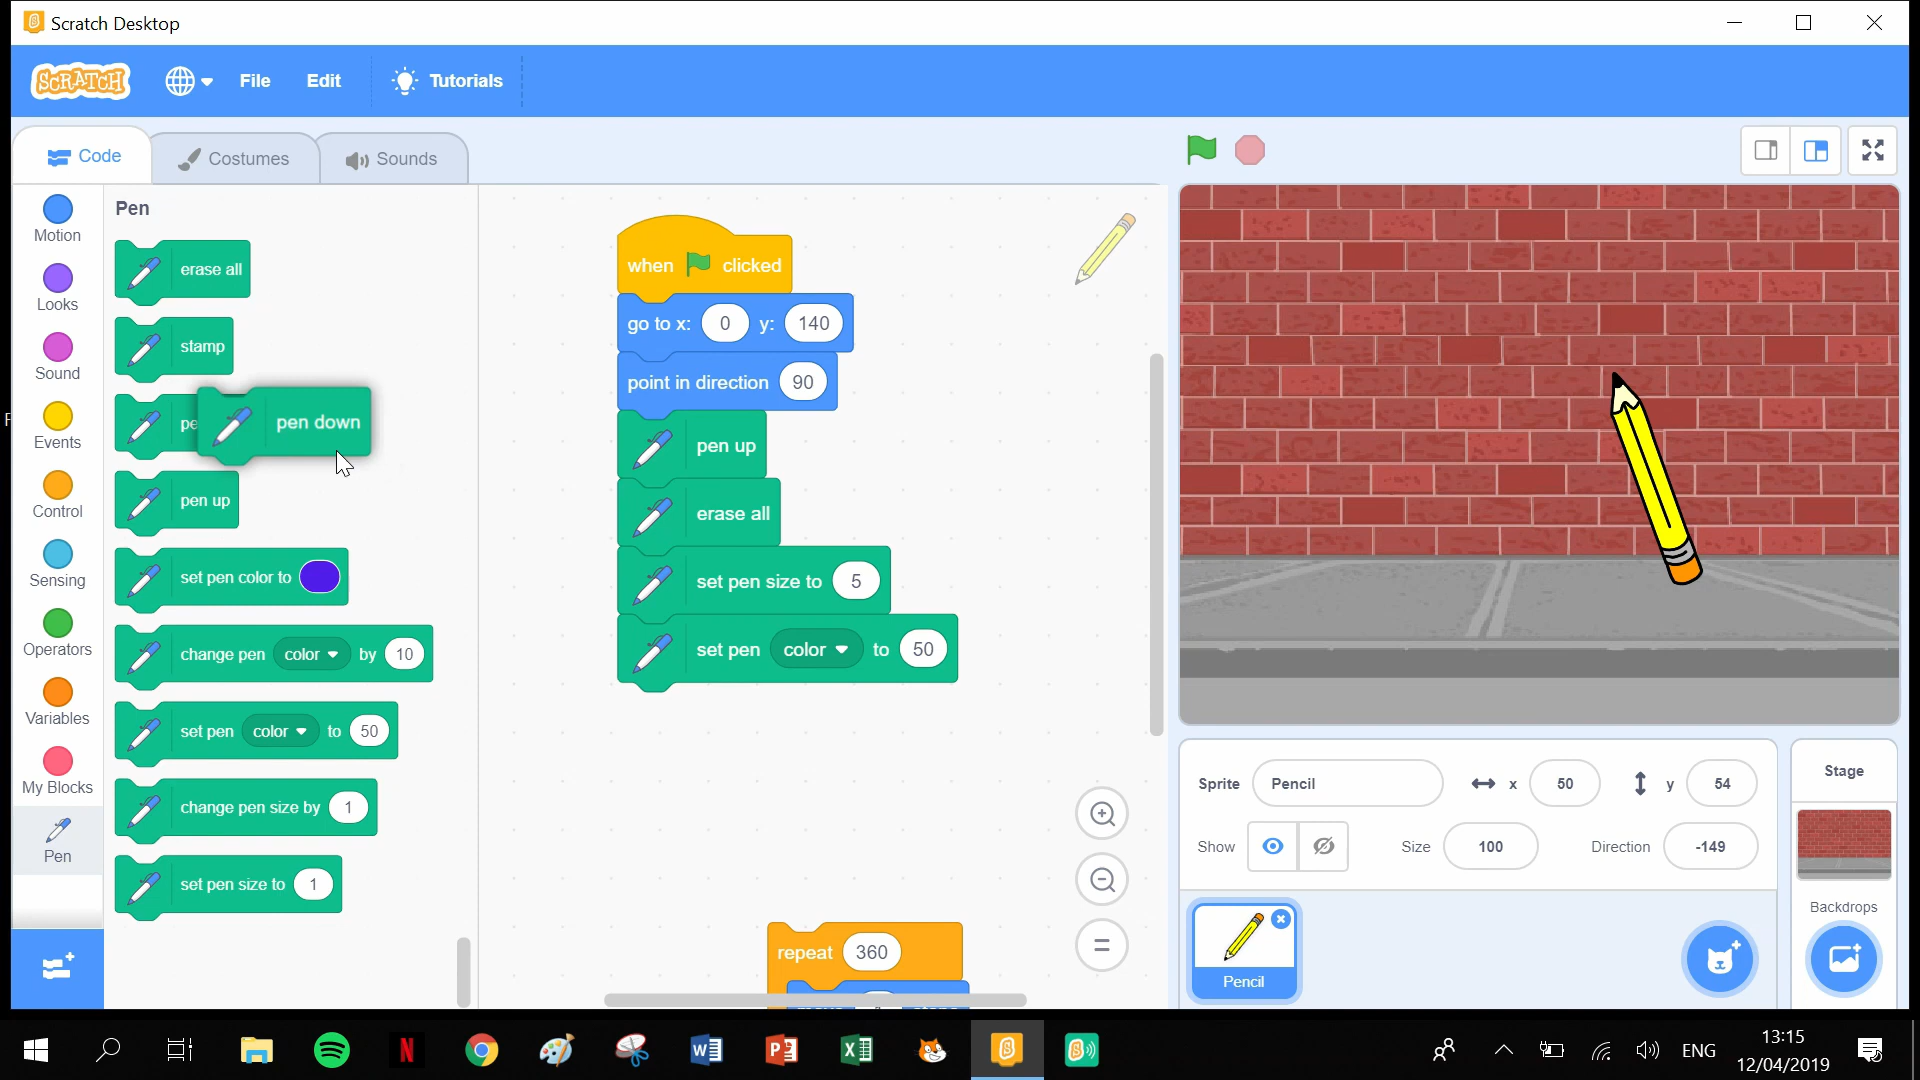 Scratch Desktop
SCRATCH
File
Edit
Tutorials
Code
Costumes
Sounds
Motion
Looks
Sound
Events
Control
Sensing
Operators
Variables
My Blocks
Pen
Pen
erase all
stamp
pe
pen down
pen up
set pen color to
change pen color by 10
set pen color to 50
change pen size by 1
set pen size to 1
when clicked
go to x: 0 y: 140
point in direction 90
pen up
erase all
set pen size to 5
set pen color to 50
repeat 360
Sprite Pencil x 50 y 54
Show Size 100 Direction -149
Pencil
Stage
Backdrops
ENG
13:15
12/04/2019